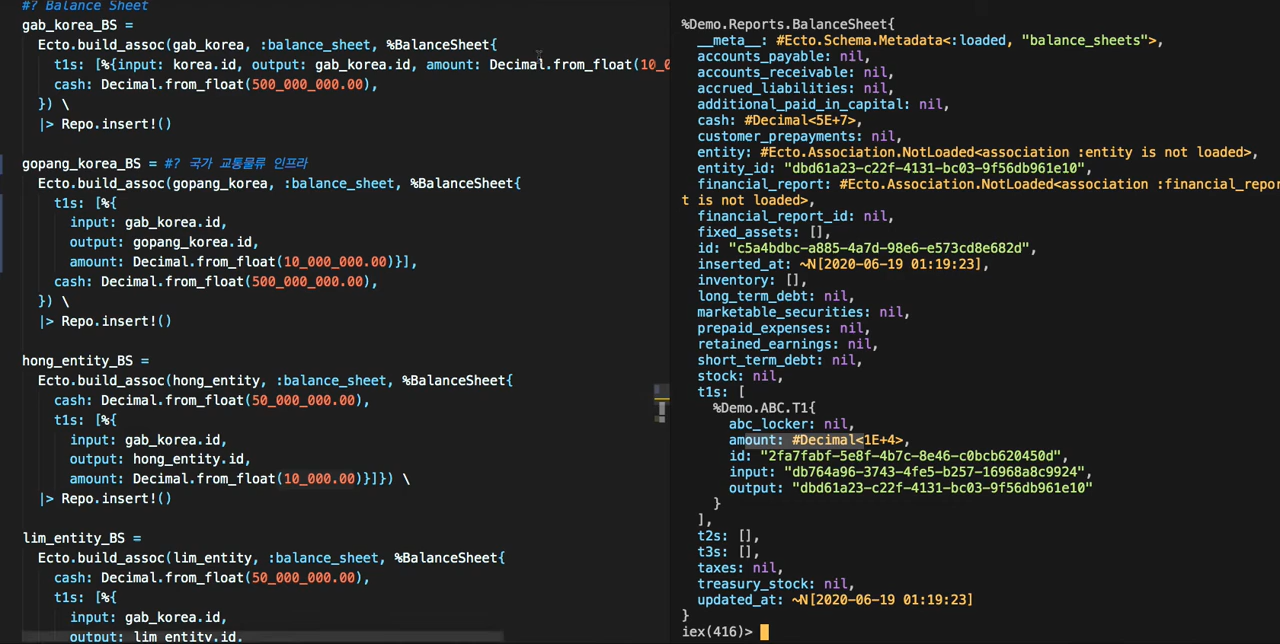 #? Balance Sheet
gab_korea_BS =
  Ecto.build_assoc(gab_korea, :balance_sheet, %BalanceSheet{
    t1s: [%{input: korea.id, output: gab_korea.id, amount: Decimal.from_float(10_0
    cash: Decimal.from_float(500_000_000.00),
  }) \
  |> Repo.insert!()

gopang_korea_BS = #? 국가 교통물류 인프라
  Ecto.build_assoc(gopang_korea, :balance_sheet, %BalanceSheet{
    t1s: [%{
      input: gab_korea.id,
      output: gopang_korea.id,
      amount: Decimal.from_float(10_000_000.00)}],
    cash: Decimal.from_float(500_000_000.00),
  }) \
  |> Repo.insert!()

hong_entity_BS =
  Ecto.build_assoc(hong_entity, :balance_sheet, %BalanceSheet{
    cash: Decimal.from_float(50_000_000.00),
    t1s: [%{
      input: gab_korea.id,
      output: hong_entity.id,
      amount: Decimal.from_float(10_000.00)}]}) \
  |> Repo.insert!()

lim_entity_BS =
  Ecto.build_assoc(lim_entity, :balance_sheet, %BalanceSheet{
    cash: Decimal.from_float(50_000_000.00),
    t1s: [%{
      input: gab_korea.id,
      output: lim_entity.id,

%Demo.Reports.BalanceSheet{
  __meta__: #Ecto.Schema.Metadata<:loaded, "balance_sheets">,
  accounts_payable: nil,
  accounts_receivable: nil,
  accrued_liabilities: nil,
  additional_paid_in_capital: nil,
  cash: #Decimal<5E+7>,
  customer_prepayments: nil,
  entity: #Ecto.Association.NotLoaded<association :entity is not loaded>,
  entity_id: "dbd61a23-c22f-4131-bc03-9f56db961e10",
  financial_report: #Ecto.Association.NotLoaded<association :financial_repor
t is not loaded>,
  financial_report_id: nil,
  fixed_assets: [],
  id: "c5a4bdbc-a885-4a7d-98e6-e573cd8e682d",
  inserted_at: ~N[2020-06-19 01:19:23],
  inventory: [],
  long_term_debt: nil,
  marketable_securities: nil,
  prepaid_expenses: nil,
  retained_earnings: nil,
  short_term_debt: nil,
  stock: nil,
  t1s: [
    %Demo.ABC.T1{
      abc_locker: nil,
      amount: #Decimal<1E+4>,
      id: "2fa7fabf-5e8f-4b7c-8e46-c0bcb620450d",
      input: "db764a96-3743-4fe5-b257-16968a8c9924",
      output: "dbd61a23-c22f-4131-bc03-9f56db961e10"
    }
  ],
  t2s: [],
  t3s: [],
  taxes: nil,
  treasury_stock: nil,
  updated_at: ~N[2020-06-19 01:19:23]
}
iex(416)>